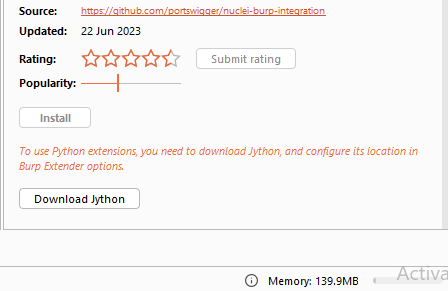 Source: https://github.com/portswigger/nuclei-burp-integration
Updated: 22 Jun 2023
Rating: Submit rating
Popularity:
Install
To use Python extensions, you need to download Jython, and configure its location in
Burp Extender options.
Download Jython
Activa
Memory: 139.9MB